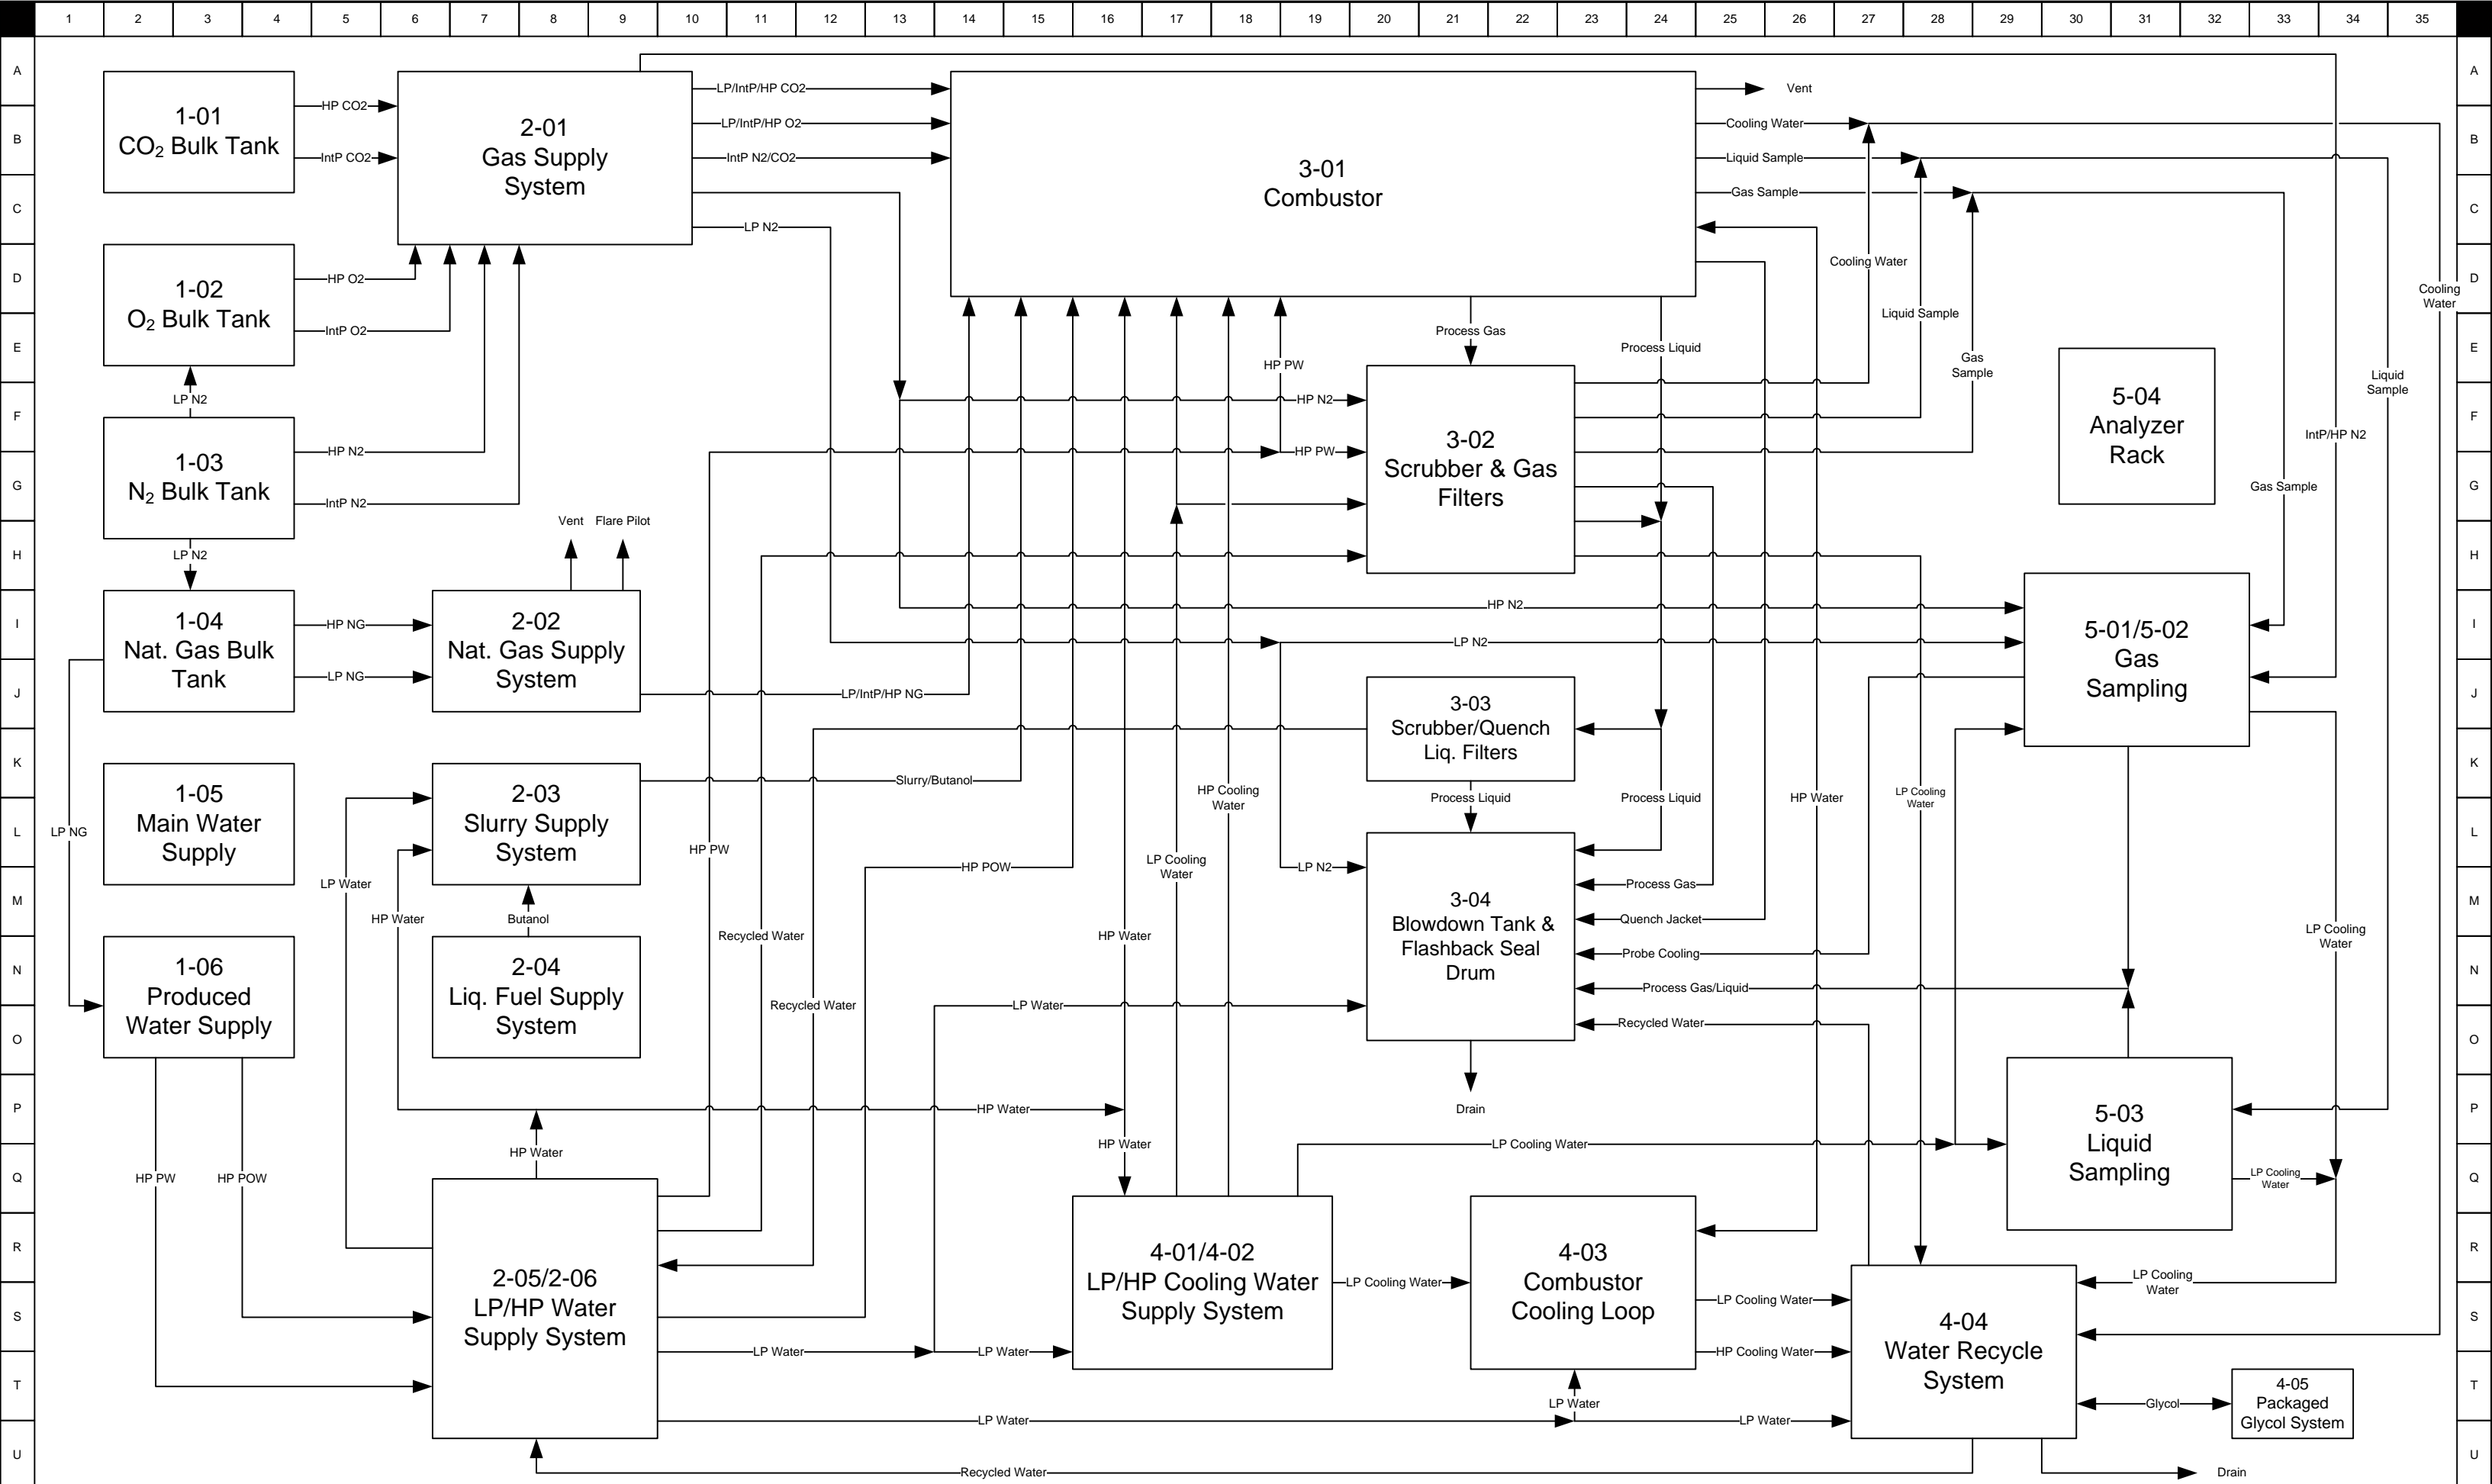 1 2 3 4 5 6 7 8 9 10 11 12 13 14 15 16 17 18 19 20 21 22 23 24 25 26 27 28 29 30 31 32 33 34 35
A
A
B
B
C
C
D
D
E
E
F
F
G
G
H
H
I
I
J
J
K
K
L
L
M
M
N
N
O
O
P
P
Q
Q
R
R
S
S
T
T
U
U
1-01
CO₂ Bulk Tank
HP CO2
IntP CO2
1-02
O₂ Bulk Tank
HP O2
IntP O2
LP N2
1-03
N₂ Bulk Tank
HP N2
IntP N2
LP N2
1-04
Nat. Gas Bulk
Tank
HP NG
LP NG
LP NG
1-05
Main Water
Supply
1-06
Produced
Water Supply
HP PW
HP POW
2-01
Gas Supply
System
LP/IntP/HP CO2
LP/IntP/HP O2
IntP N2/CO2
LP N2
Vent
Flare Pilot
2-02
Nat. Gas Supply
System
LP/IntP/HP NG
2-03
Slurry Supply
System
Slurry/Butanol
LP Water
HP Water
Butanol
2-04
Liq. Fuel Supply
System
HP Water
2-05/2-06
LP/HP Water
Supply System
HP PW
Recycled Water
Recycled Water
HP POW
LP Water
HP Water
HP Water
HP Water
LP Water
LP Water
LP Water
Recycled Water
3-01
Combustor
Vent
Cooling Water
Liquid Sample
Gas Sample
Process Gas
Process Liquid
HP PW
HP N2
HP PW
3-02
Scrubber & Gas
Filters
Cooling Water
Liquid Sample
Gas
Sample
HP N2
LP N2
3-03
Scrubber/Quench
Liq. Filters
Process Liquid
Process Liquid
HP Cooling
Water
LP Cooling
Water
LP N2
3-04
Blowdown Tank &
Flashback Seal
Drum
Process Gas
Quench Jacket
Probe Cooling
Process Gas/Liquid
Recycled Water
Drain
HP Water
LP Cooling
Water
4-01/4-02
LP/HP Cooling Water
Supply System
LP Cooling Water
LP Cooling Water
4-03
Combustor
Cooling Loop
LP Cooling Water
HP Cooling Water
LP Water
LP Water
4-04
Water Recycle
System
Glycol
4-05
Packaged
Glycol System
Drain
5-04
Analyzer
Rack
5-01/5-02
Gas
Sampling
Gas Sample
IntP/HP N2
Liquid
Sample
Cooling
Water
LP Cooling
Water
5-03
Liquid
Sampling
LP Cooling
Water
LP Cooling
Water